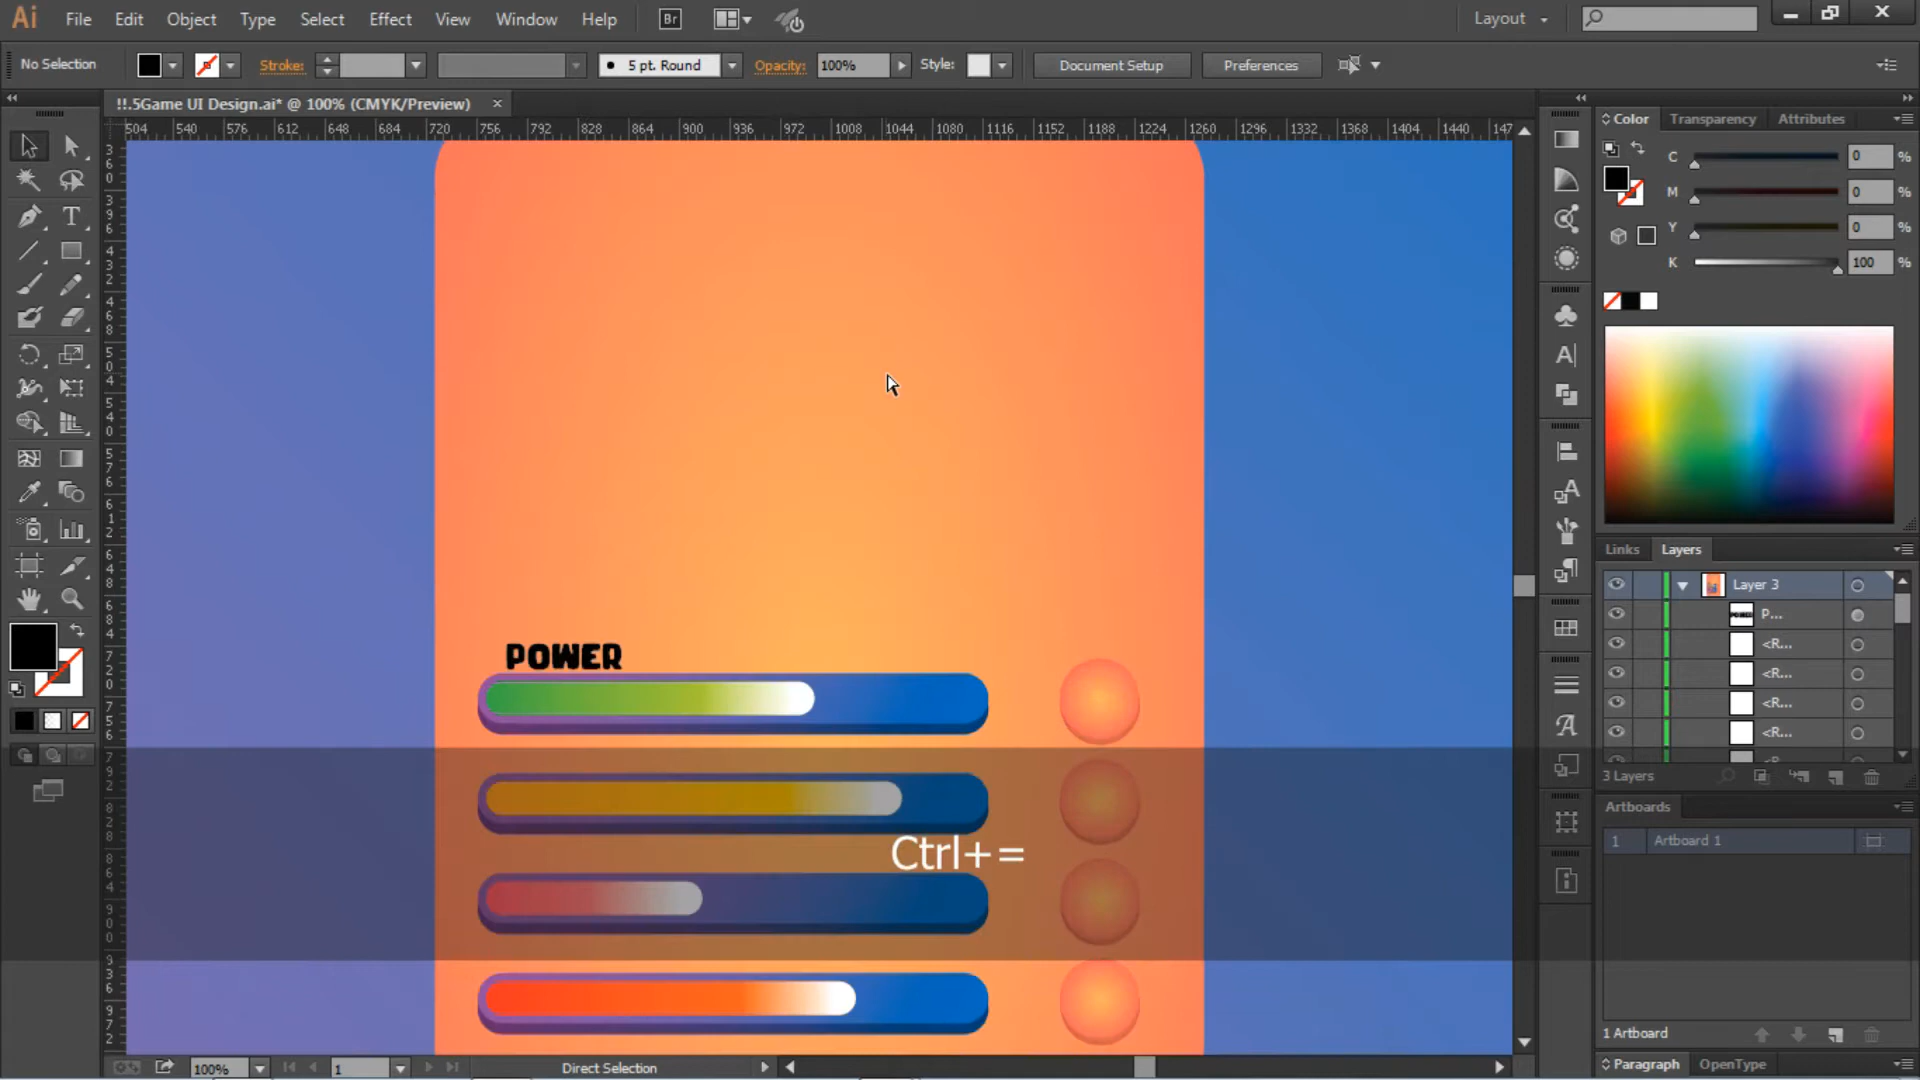 Ai File Edit Object Type Select Effect View Window Help Br Layout
No Selection Stroke: 5 pt. Round Opacity: 100% Style: Document Setup Preferences
!!.5Game UI Design.ai* @ 100% (CMYK/Preview) ×
504 540 576 612 648 684 720 756 792 828 864 900 936 972 1008 1044 1080 1116 1152 1188 1224 1260 1296 1332 1368 1404 1440 147
Color Transparency Attributes
C 0 %
M 0 %
Y 0 %
K 100 %
Links Layers
Layer 3
P...
<R...
<R...
<R...
<R...
3 Layers
Artboards
1 Artboard 1
1 Artboard
Paragraph OpenType
POWER
Ctrl+=
100% 1 Direct Selection